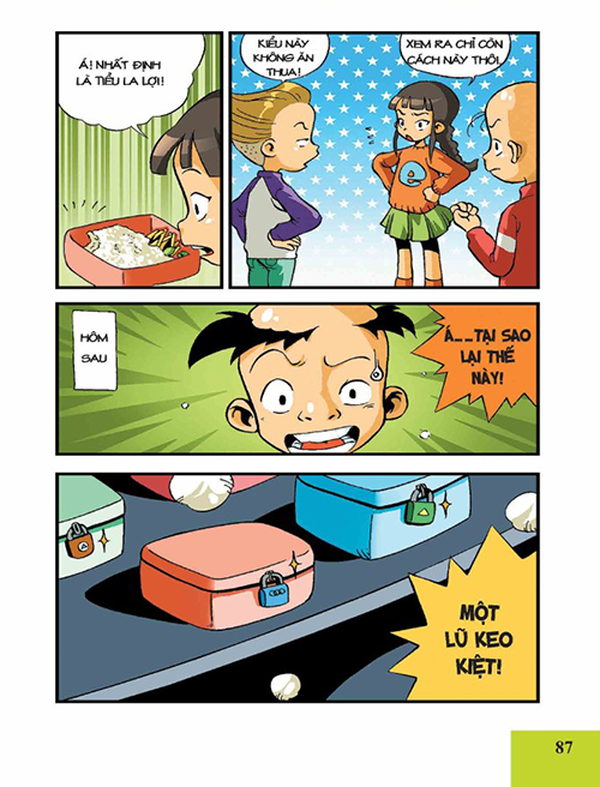 Á! NHẤT ĐỊNH
LÀ TIỂU LA LỢI!
KIỂU NÀY
KHÔNG ĂN
THUA!
XEM RA CHỈ CÒN
CÁCH NÀY THÔI.
HÔM
SAU
Á...TẠI SAO
LẠI THẾ
NÀY!
MỘT
LŨ KEO
KIỆT!
87